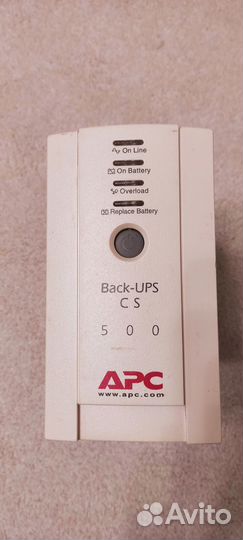 On Line
On Battery
Overload
Replace Battery
Back-UPS
CS
500
APC
www.apc.com
Avito